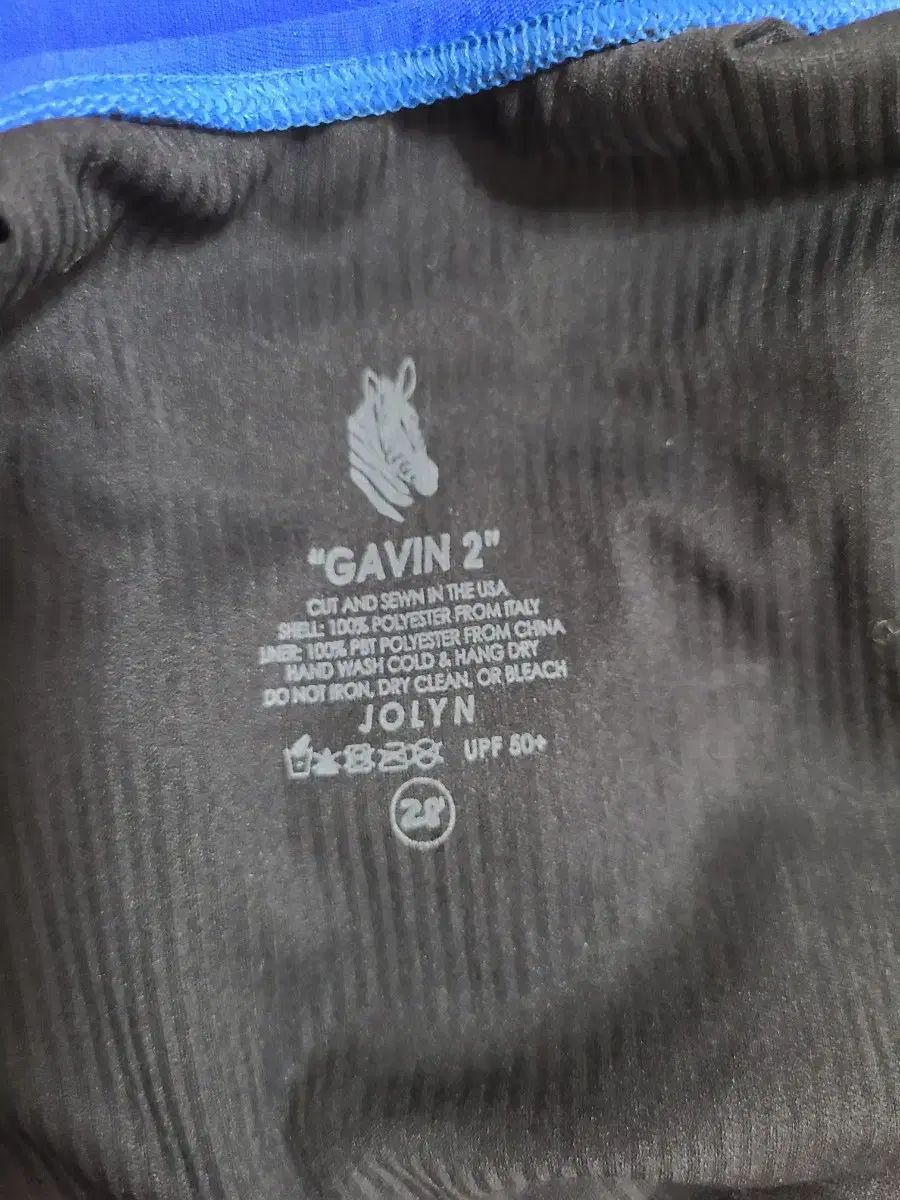 "GAVIN 2"
CUT AND SEWN IN THE USA
SHELL: 100% POLYESTER FROM ITALY
LINER: 100% PBT POLYESTER FROM CHINA
HAND WASH COLD & HANG DRY
DO NOT IRON, DRY CLEAN, OR BLEACH
JOLYN
UPF 50+
28